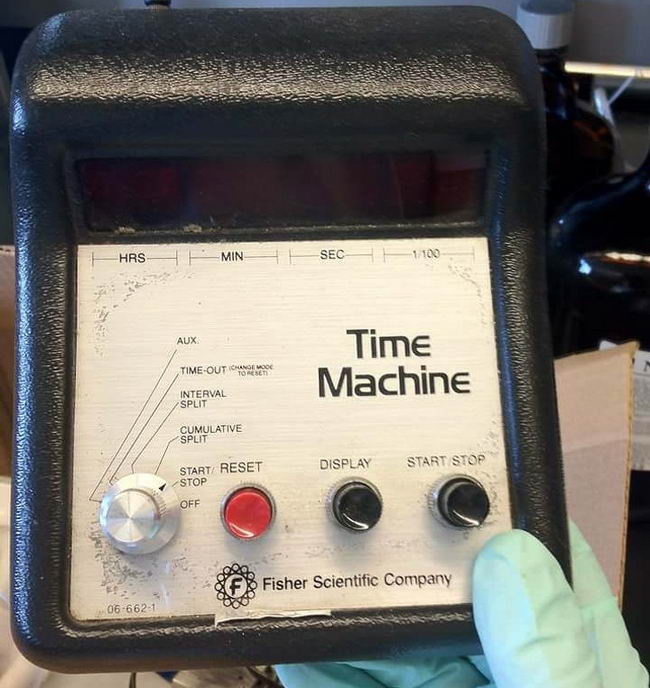 HRS MIN SEC 1/100
AUX.
TIME-OUT (CHANGE MODE
TO RESET)
INTERVAL
SPLIT
CUMULATIVE
SPLIT
START/
STOP
OFF
Time
Machine
RESET DISPLAY START/STOP
F Fisher Scientific Company
06-662-1
N